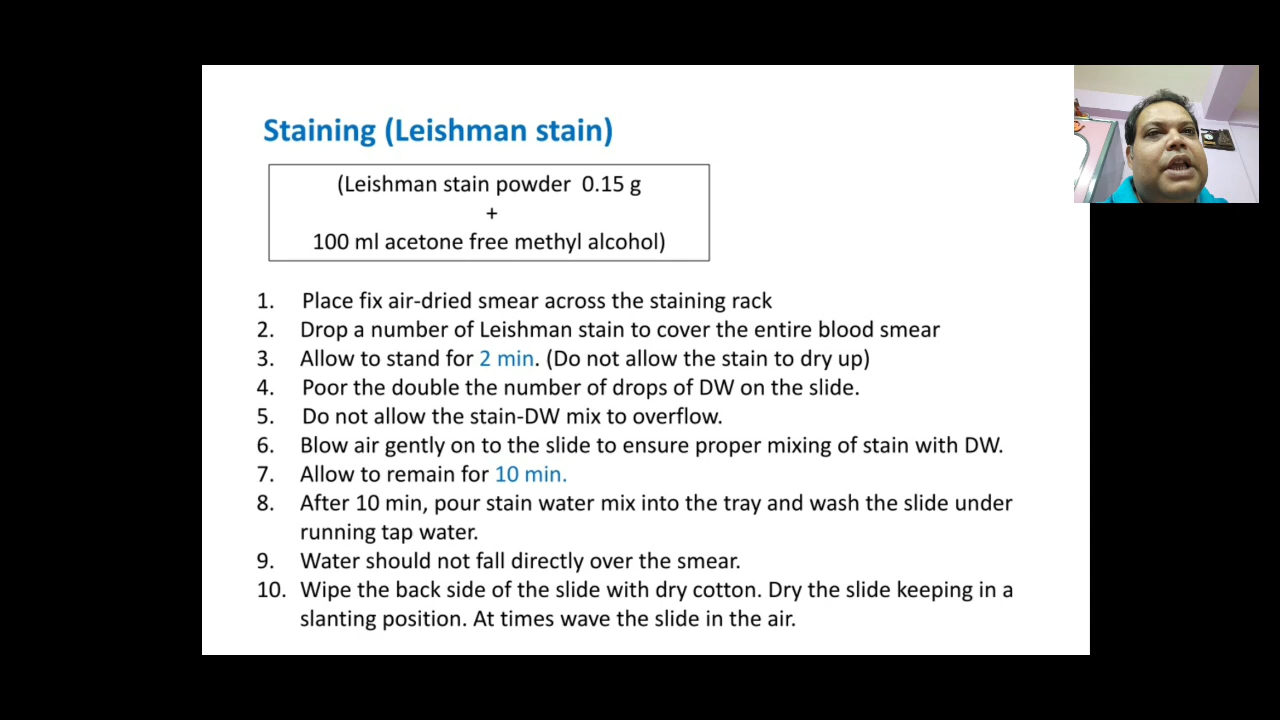 Staining (Leishman stain)
(Leishman stain powder 0.15 g
+
100 ml acetone free methyl alcohol)
1. Place fix air-dried smear across the staining rack
2. Drop a number of Leishman stain to cover the entire blood smear
3. Allow to stand for 2 min. (Do not allow the stain to dry up)
4. Poor the double the number of drops of DW on the slide.
5. Do not allow the stain-DW mix to overflow.
6. Blow air gently on to the slide to ensure proper mixing of stain with DW.
7. Allow to remain for 10 min.
8. After 10 min, pour stain water mix into the tray and wash the slide under
running tap water.
9. Water should not fall directly over the smear.
10. Wipe the back side of the slide with dry cotton. Dry the slide keeping in a
slanting position. At times wave the slide in the air.